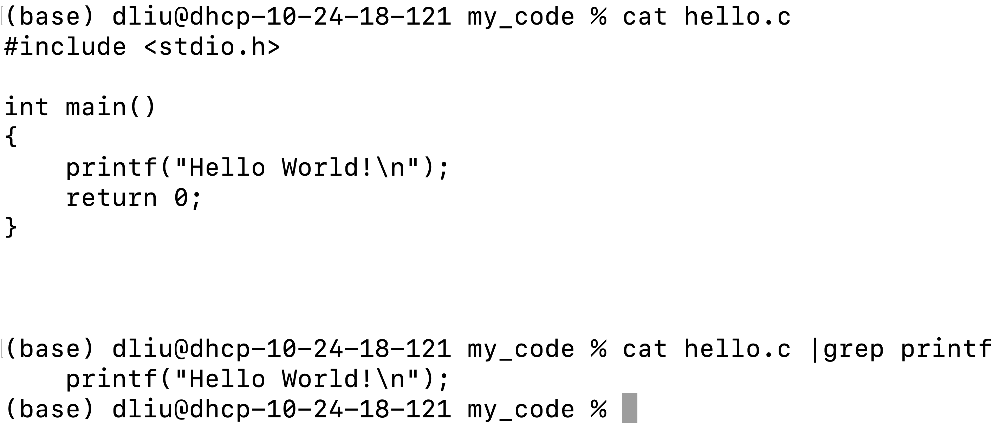 (base) dliu@dhcp-10-24-18-121 my_code % cat hello.c
#include <stdio.h>

int main()
{
    printf("Hello World!\n");
    return 0;
}

(base) dliu@dhcp-10-24-18-121 my_code % cat hello.c |grep printf
    printf("Hello World!\n");
(base) dliu@dhcp-10-24-18-121 my_code %